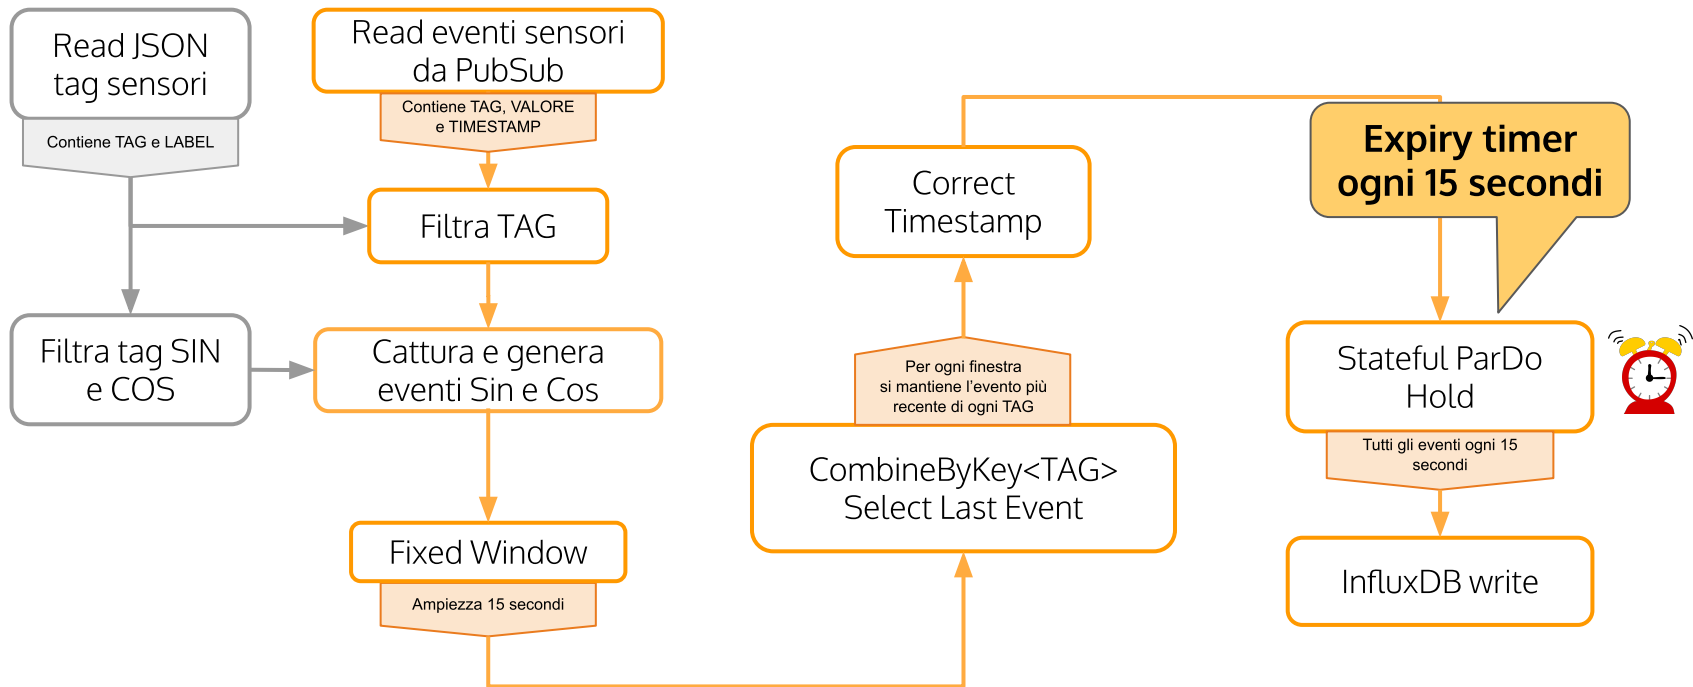 Read JSON
tag sensori
Contiene TAG e LABEL
Filtra tag SIN
e COS
Read eventi sensori
da PubSub
Contiene TAG, VALORE
e TIMESTAMP
Filtra TAG
Cattura e genera
eventi Sin e Cos
Fixed Window
Ampiezza 15 secondi
CombineByKey<TAG>
Select Last Event
Per ogni finestra
si mantiene l'evento più
recente di ogni TAG
Correct
Timestamp
Expiry timer
ogni 15 secondi
Stateful ParDo
Hold
Tutti gli eventi ogni 15
secondi
InfluxDB write